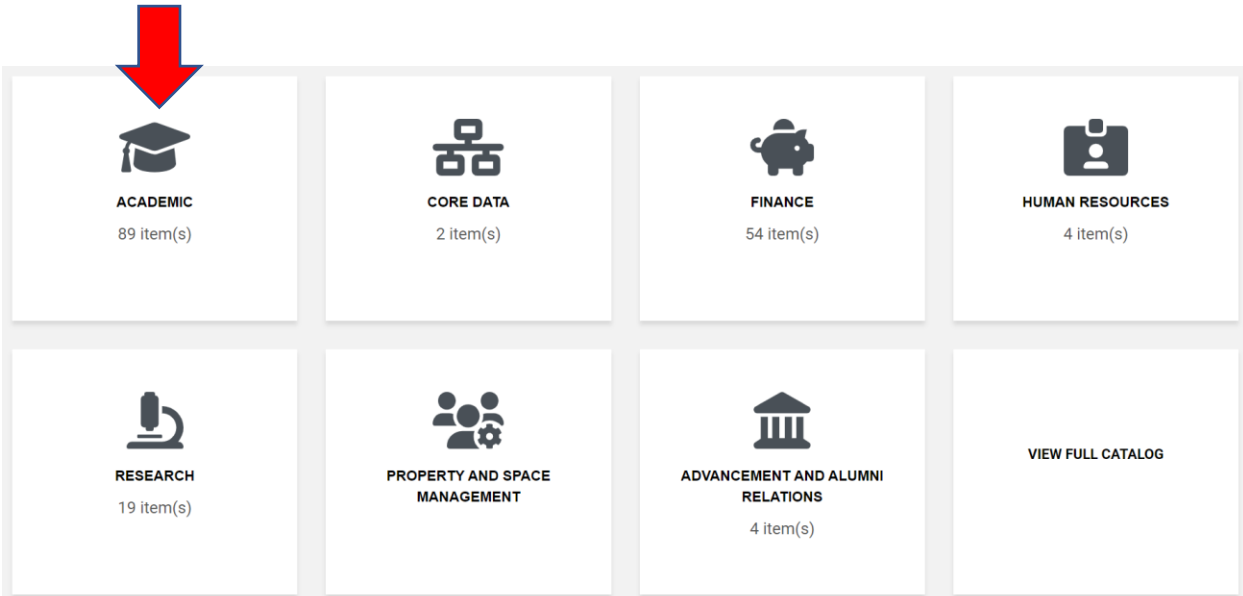 ACADEMIC
89 item(s)
CORE DATA
2 item(s)
FINANCE
54 item(s)
HUMAN RESOURCES
4 item(s)
RESEARCH
19 item(s)
PROPERTY AND SPACE
MANAGEMENT
ADVANCEMENT AND ALUMNI
RELATIONS
4 item(s)
VIEW FULL CATALOG